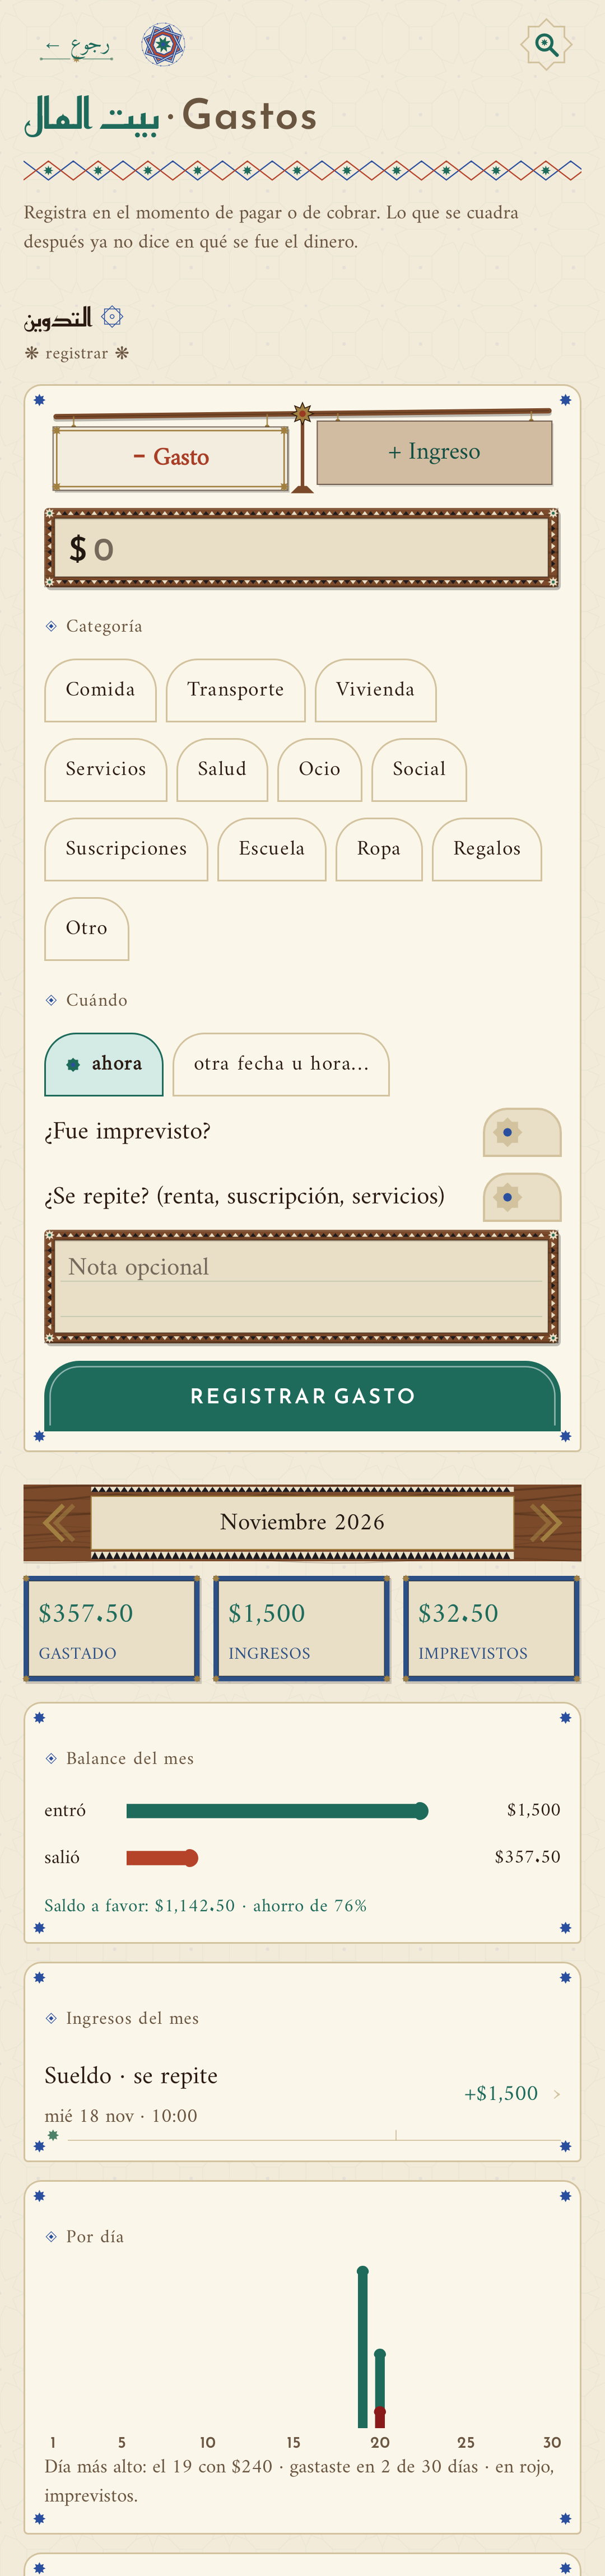 ← رجوع
بيت المال · Gastos
Registra en el momento de pagar o de cobrar. Lo que se cuadra
después ya no dice en qué se fue el dinero.
التدوين
registrar
− Gasto
+ Ingreso
$ 0
Categoría
Comida
Transporte
Vivienda
Servicios
Salud
Ocio
Social
Suscripciones
Escuela
Ropa
Regalos
Otro
Cuándo
ahora
otra fecha u hora...
¿Fue imprevisto?
¿Se repite? (renta, suscripción, servicios)
Nota opcional
REGISTRAR GASTO
Noviembre 2026
$357.50
GASTADO
$1,500
INGRESOS
$32.50
IMPREVISTOS
Balance del mes
entró $1,500
salió $357.50
Saldo a favor: $1,142.50 · ahorro de 76%
Ingresos del mes
Sueldo · se repite
+$1,500 ›
mié 18 nov · 10:00
Por día
1 5 10 15 20 25 30
Día más alto: el 19 con $240 · gastaste en 2 de 30 días · en rojo,
imprevistos.